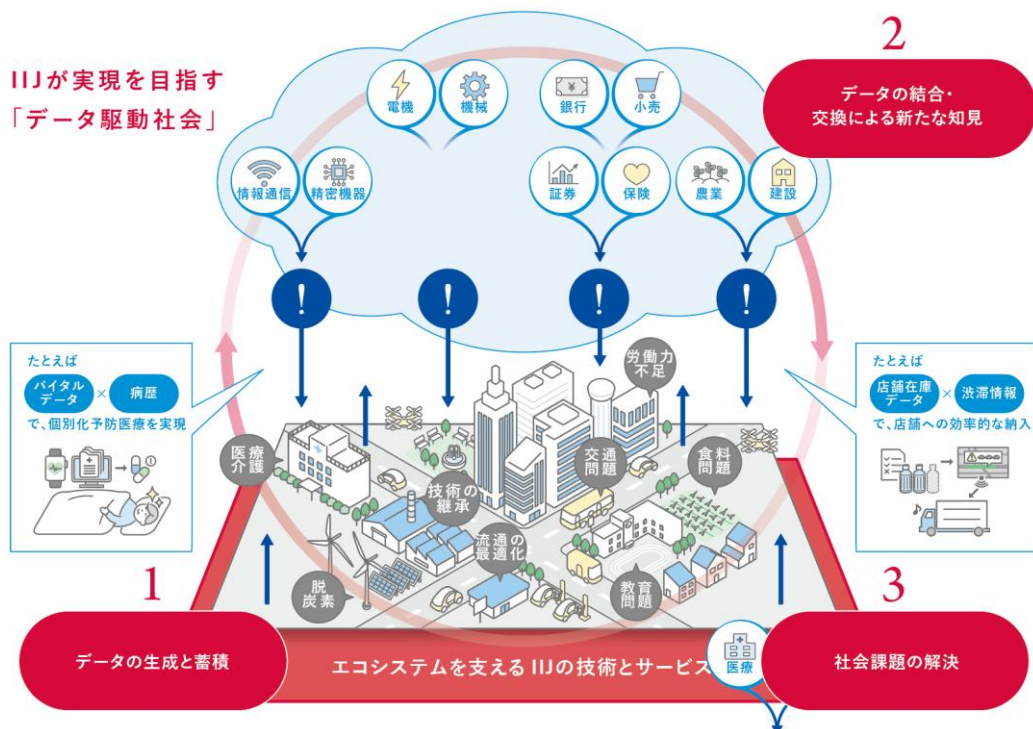 IIJが実現を目指す
「データ駆動社会」
電機
機械
銀行
小売
情報通信
精密機器
証券
保険
農業
建設
2
データの結合・
交換による新たな知見
!
!
!
!
たとえば
バイタル
データ
×
病歴
で、個別化予防医療を実現
たとえば
店舗在庫
データ
×
渋滞情報
で、店舗への効率的な納入
労働力
不足
医療
介護
技術の
継承
交通
問題
食料
問題
流通の
最適化
脱
炭素
教育
問題
1
データの生成と蓄積
エコシステムを支えるIIJの技術とサービス
医療
3
社会課題の解決